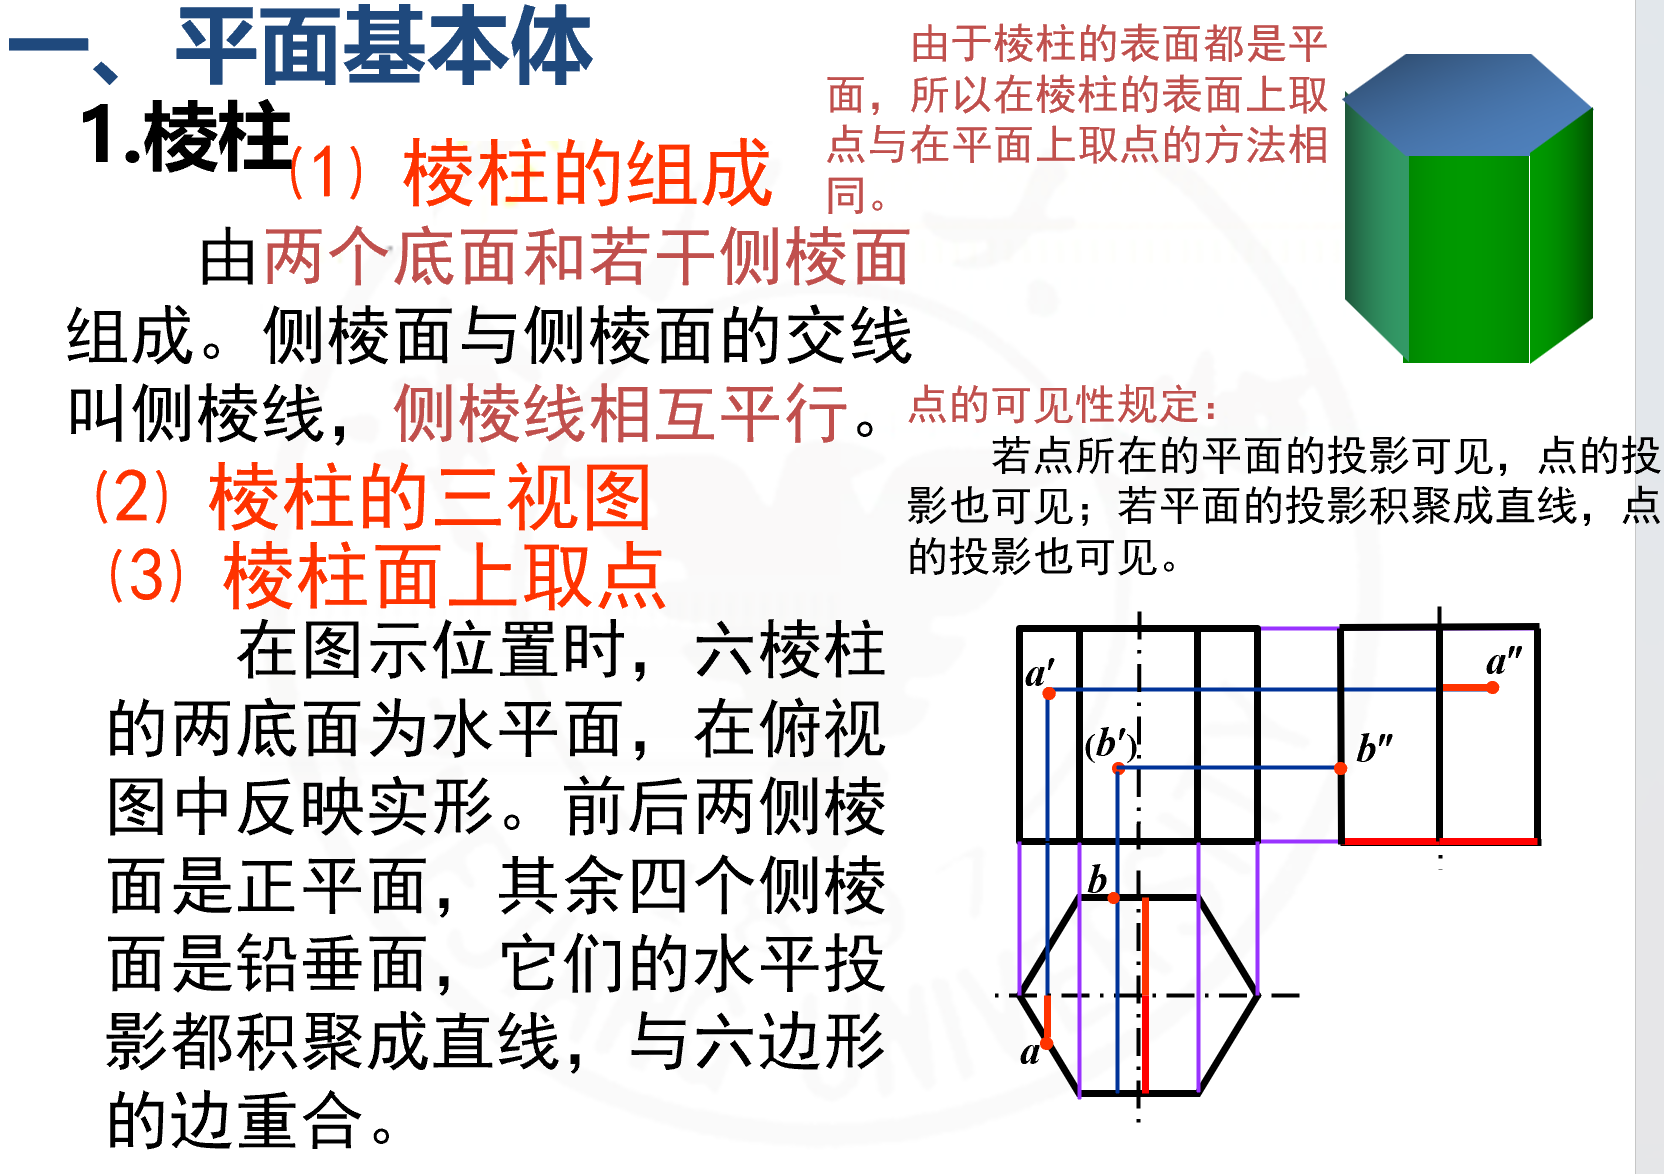 一、平面基本体
1.棱柱
（1）棱柱的组成
由两个底面和若干侧棱面
组成。侧棱面与侧棱面的交线
叫侧棱线，侧棱线相互平行。
（2）棱柱的三视图
（3）棱柱面上取点
在图示位置时，六棱柱
的两底面为水平面，在俯视
图中反映实形。前后两侧棱
面是正平面，其余四个侧棱
面是铅垂面，它们的水平投
影都积聚成直线，与六边形
的边重合。
由于棱柱的表面都是平
面，所以在棱柱的表面上取
点与在平面上取点的方法相
同。
点的可见性规定：
若点所在的平面的投影可见，点的投
影也可见；若平面的投影积聚成直线，点
的投影也可见。
a′
a″
(b′)
b″
b
a